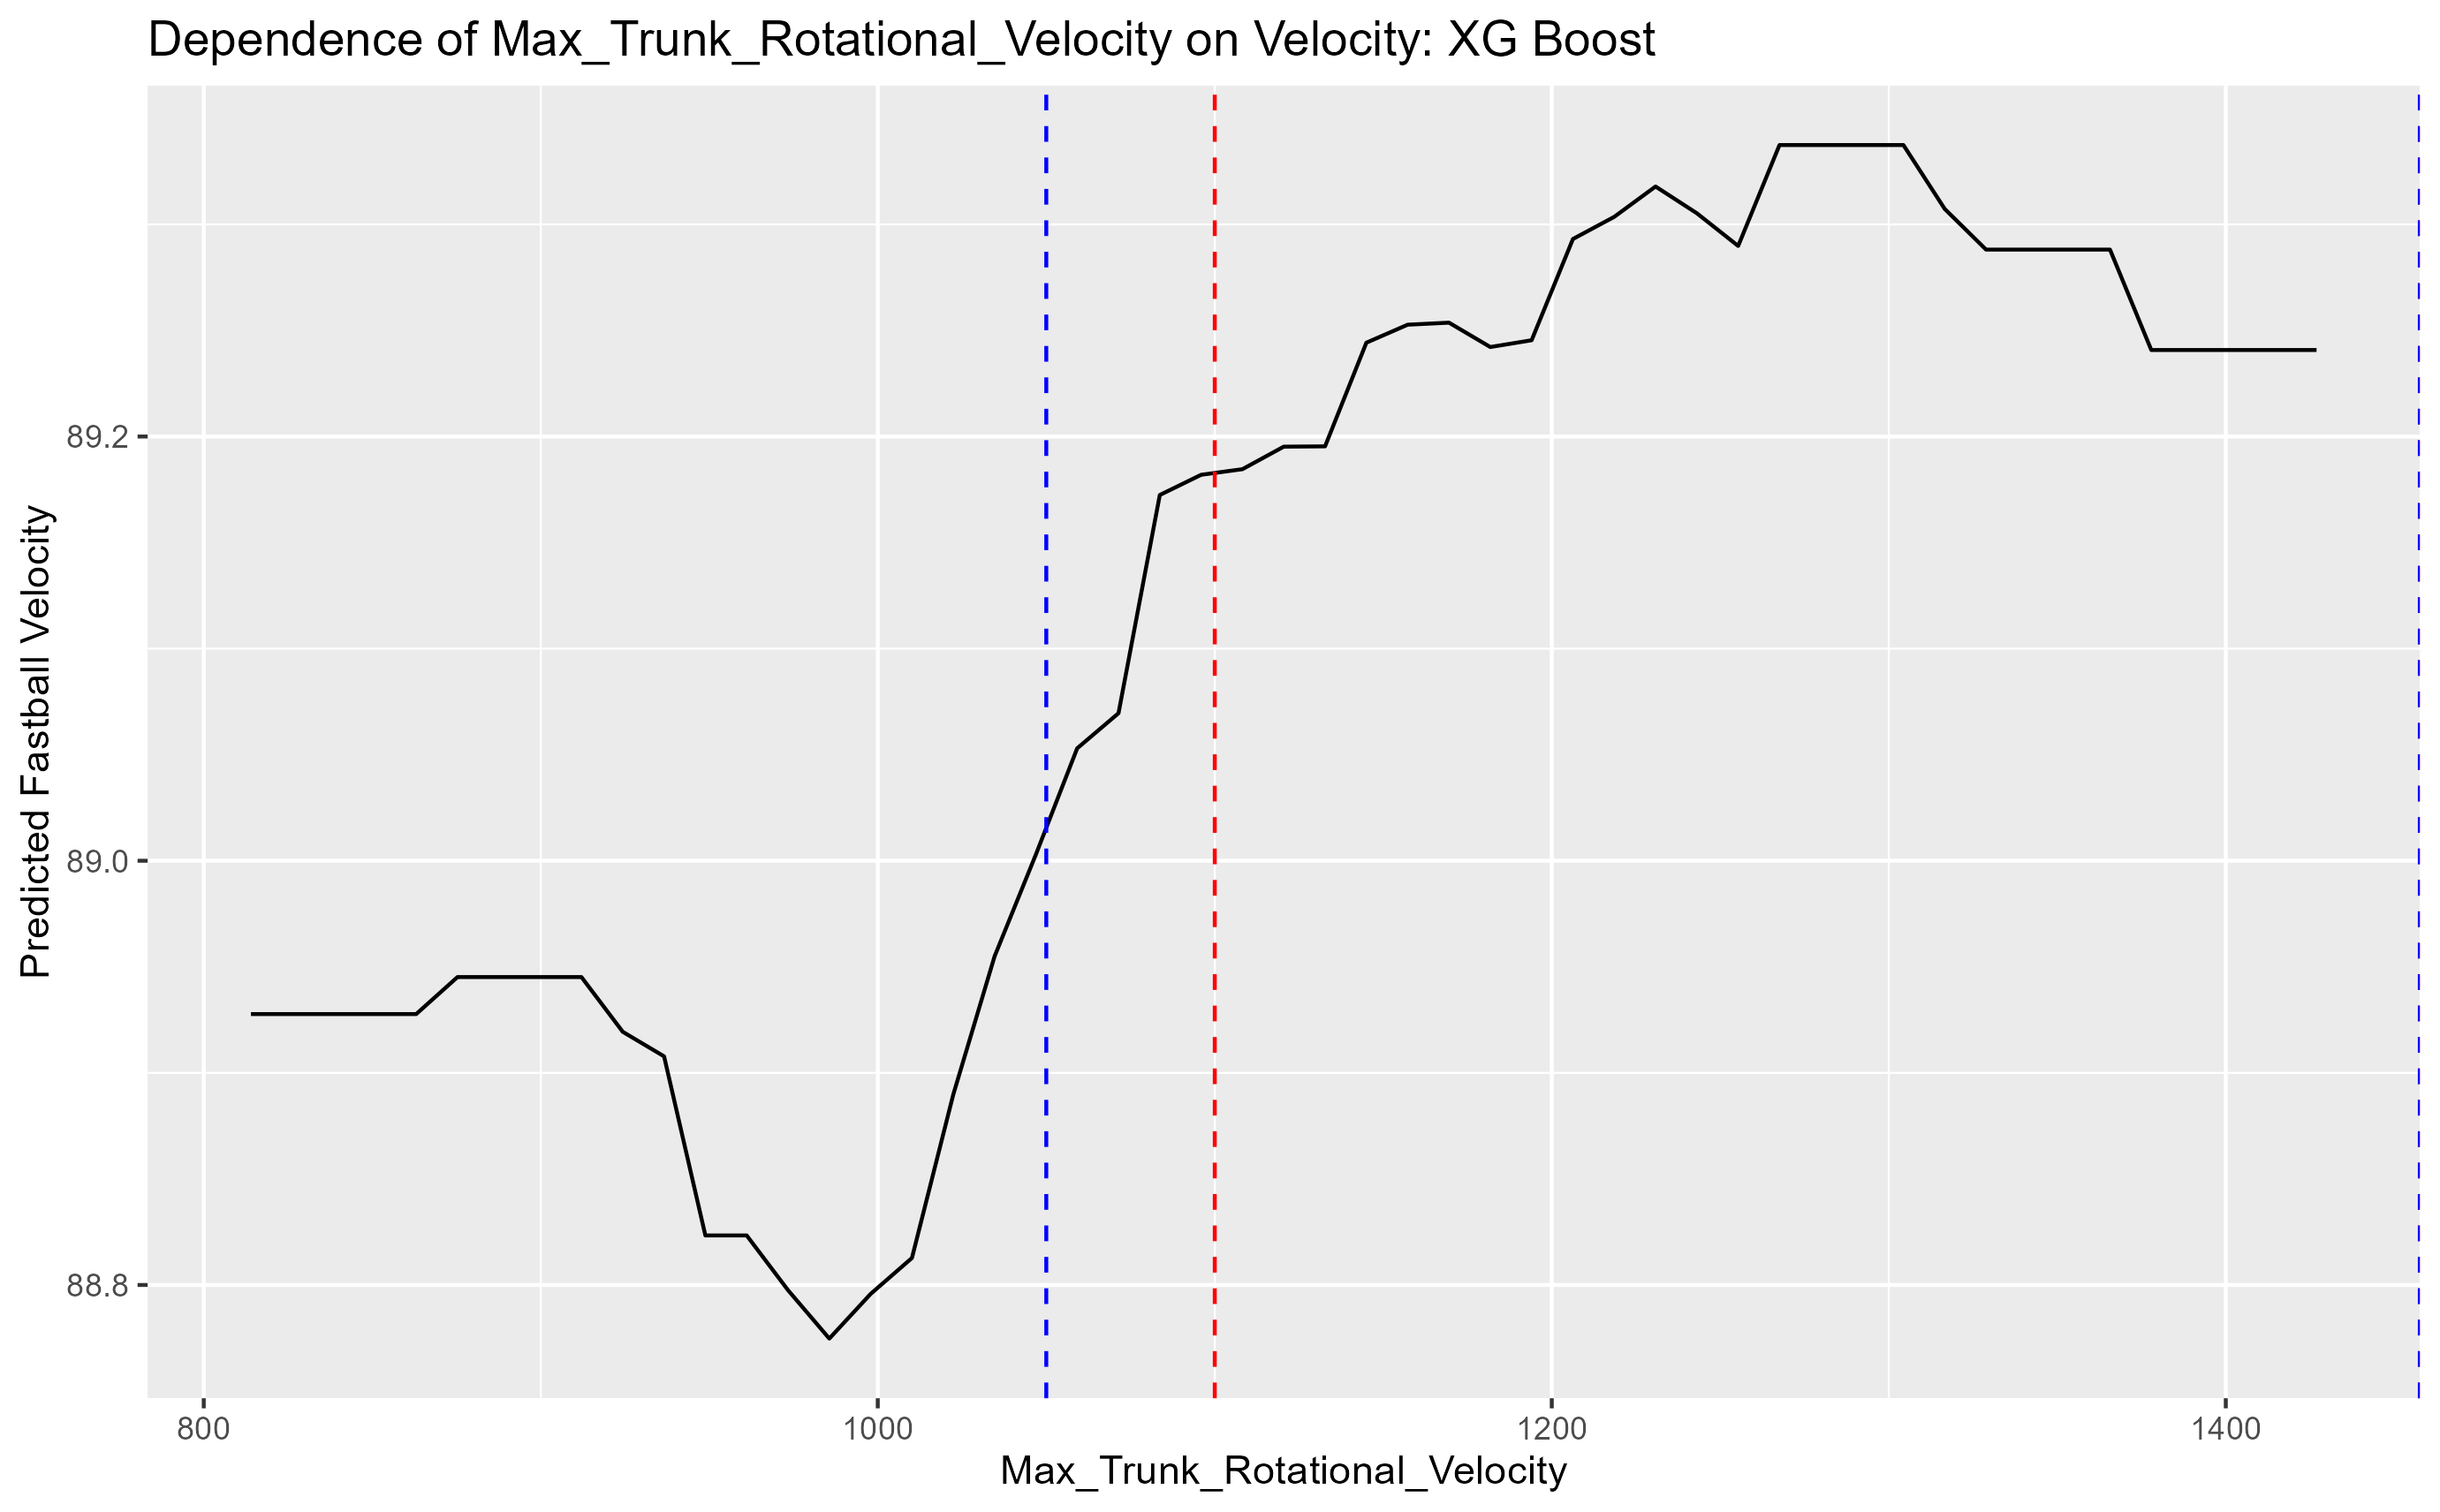 Dependence of Max_Trunk_Rotational_Velocity on Velocity: XG Boost
Predicted Fastball Velocity
89.2
89.0
88.8
800
1000
1200
1400
Max_Trunk_Rotational_Velocity